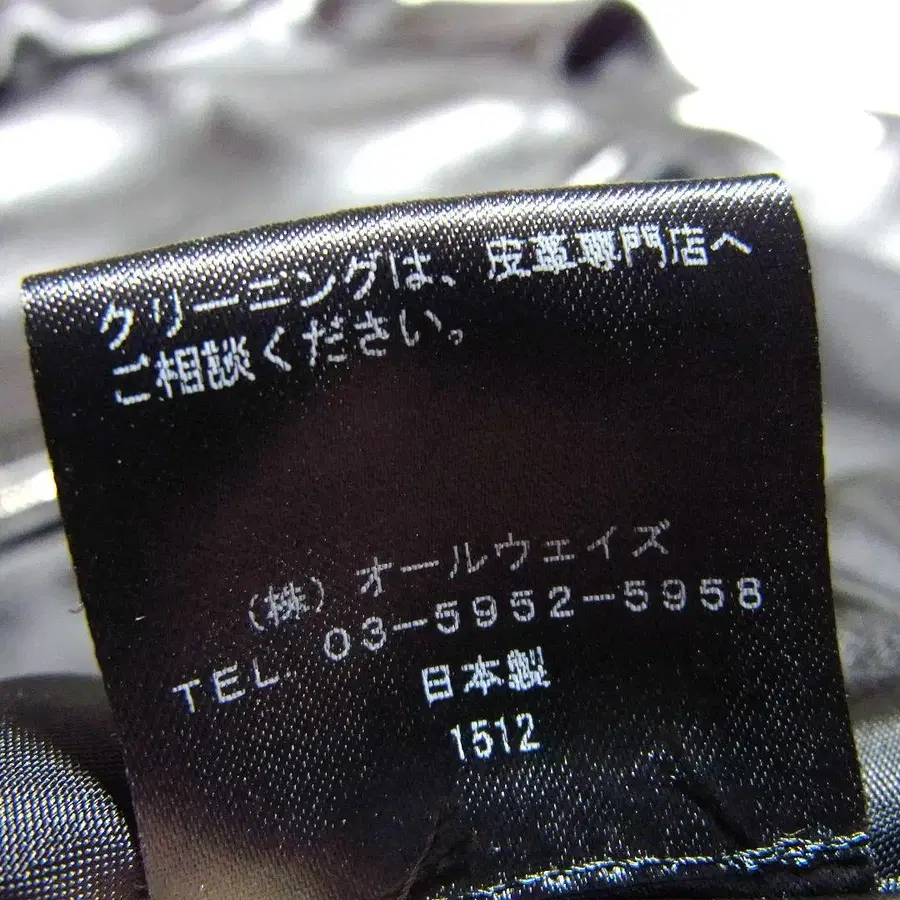 クリーニングは、皮革専門店へ
ご相談ください。
(株) オールウェイズ
TEL. 03-5952-5958
日本製
1512